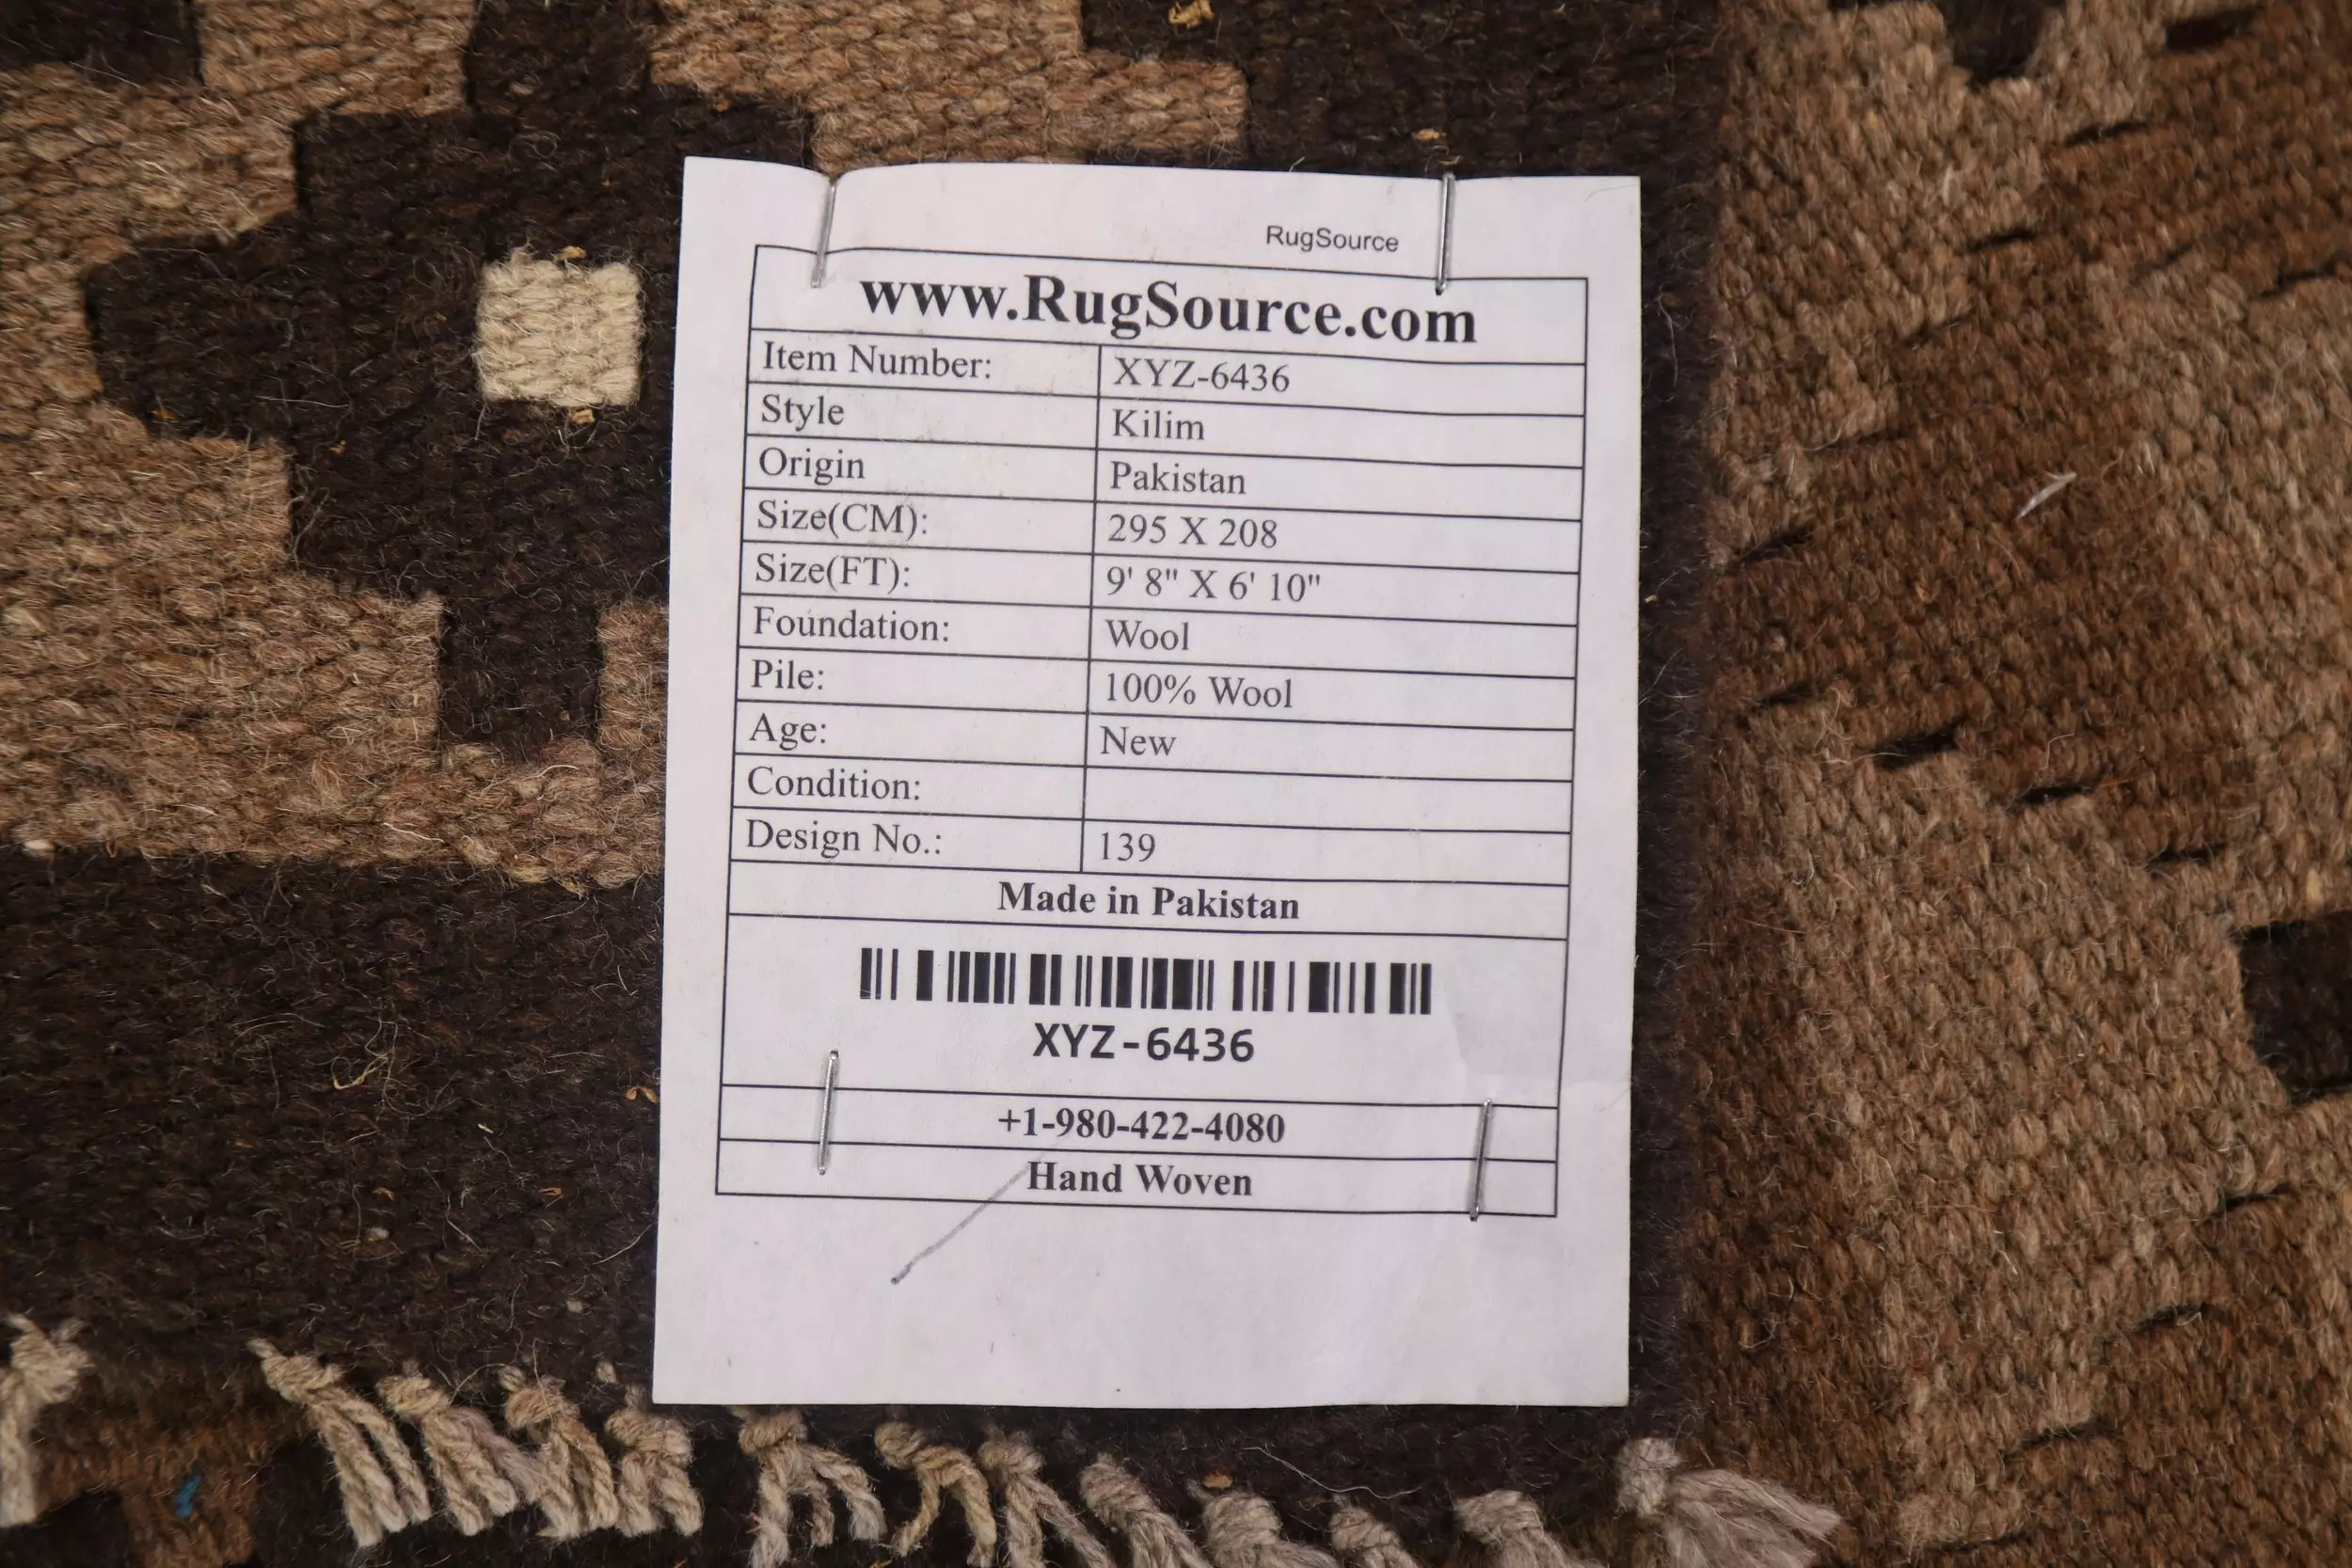 RugSource
www.RugSource.com
Item Number: XYZ-6436
Style Kilim
Origin Pakistan
Size(CM): 295 X 208
Size(FT): 9' 8" X 6' 10"
Foundation: Wool
Pile: 100% Wool
Age: New
Condition:
Design No.: 139
Made in Pakistan
XYZ-6436
+1-980-422-4080
Hand Woven